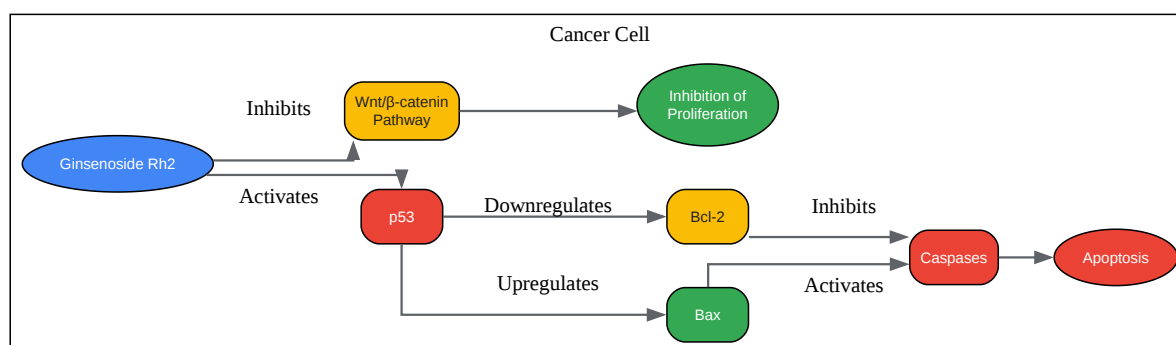 Cancer Cell
Inhibits
Wnt/β-catenin
Pathway
Inhibition of
Proliferation
Ginsenoside Rh2
Activates
p53
Downregulates
Bcl-2
Inhibits
Caspases
Apoptosis
Upregulates
Bax
Activates